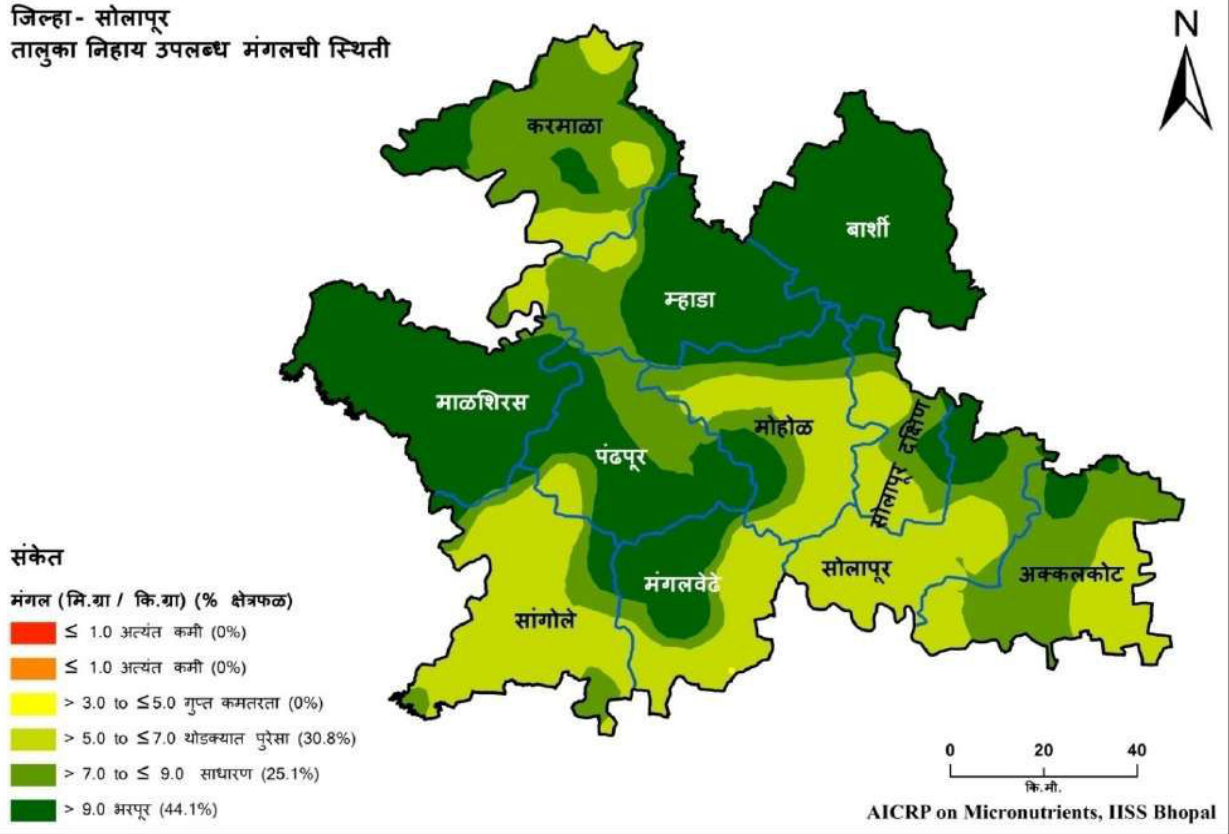 जिल्हा - सोलापूर
तालुका निहाय उपलब्ध मंगलची स्थिती
N
करमाळा
बार्शी
म्हाडा
माळशिरस
मोहोळ
पंढपूर
सोलापूर दक्षिण
सोलापूर
अक्कलकोट
मंगलवेढे
सांगोले
संकेत
मंगल (मि.ग्रा / कि.ग्रा) (% क्षेत्रफळ)
≤ 1.0 अत्यंत कमी (0%)
≤ 1.0 अत्यंत कमी (0%)
> 3.0 to ≤5.0 गुप्त कमतरता (0%)
> 5.0 to ≤7.0 थोडक्यात पुरेसा (30.8%)
> 7.0 to ≤ 9.0 साधारण (25.1%)
> 9.0 भरपूर (44.1%)
0 20 40
कि.मी.
AICRP on Micronutrients, IISS Bhopal